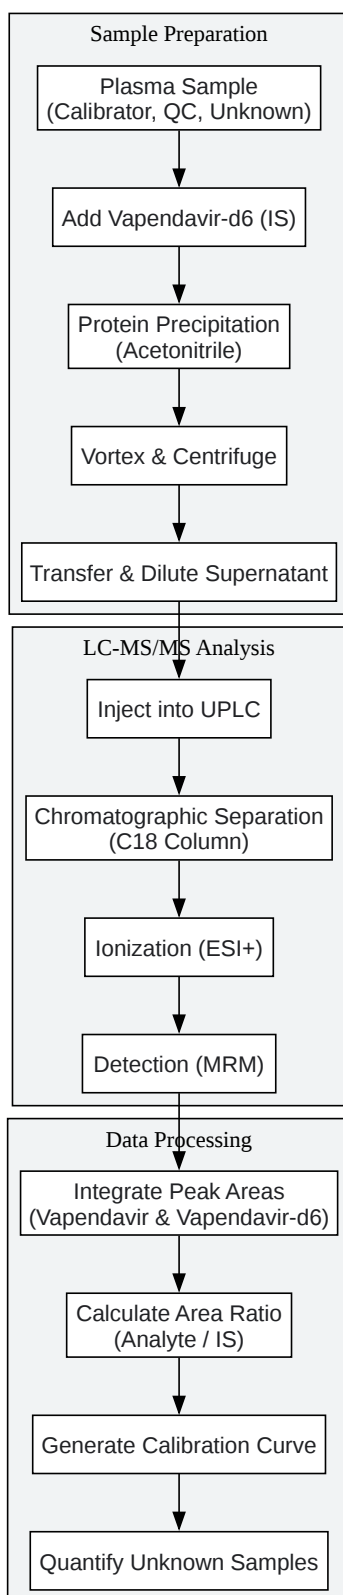 Sample Preparation
Plasma Sample
(Calibrator, QC, Unknown)
Add Vapendavir-d6 (IS)
Protein Precipitation
(Acetonitrile)
Vortex & Centrifuge
Transfer & Dilute Supernatant
LC-MS/MS Analysis
Inject into UPLC
Chromatographic Separation
(C18 Column)
Ionization (ESI+)
Detection (MRM)
Data Processing
Integrate Peak Areas
(Vapendavir & Vapendavir-d6)
Calculate Area Ratio
(Analyte / IS)
Generate Calibration Curve
Quantify Unknown Samples